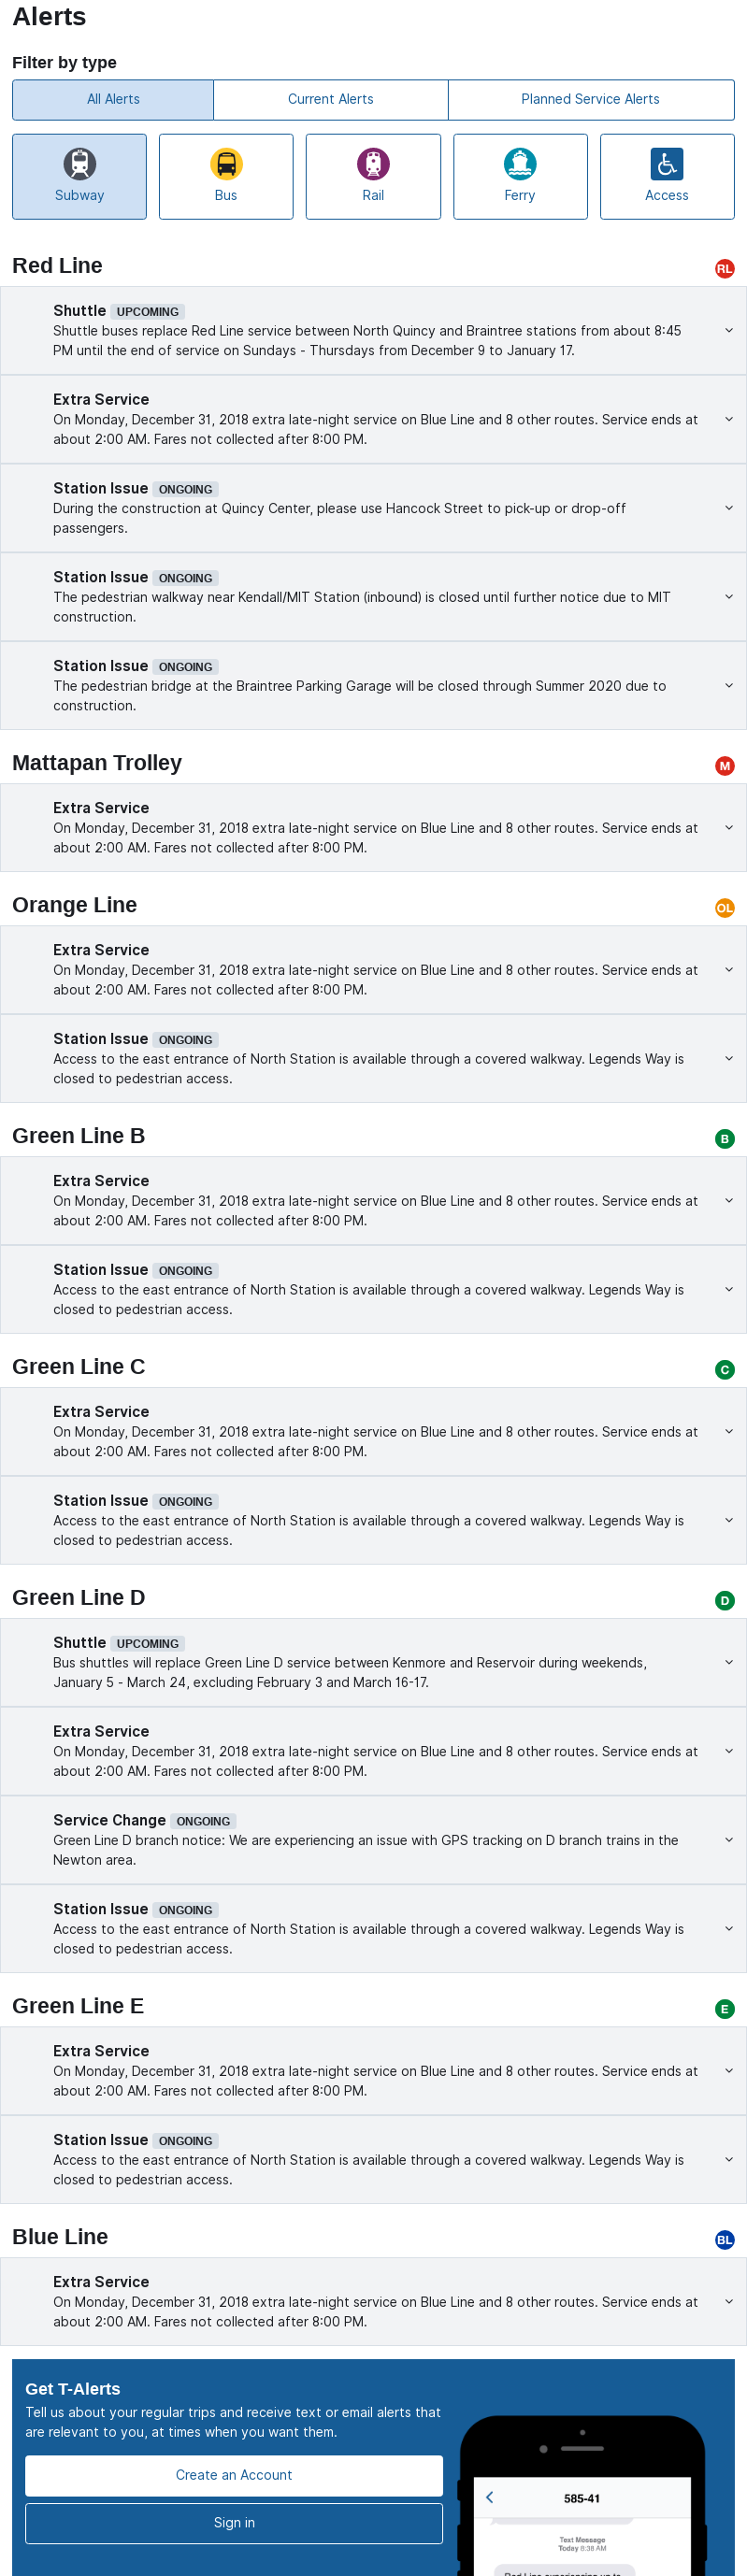 Alerts
Filter by type
All Alerts
Current Alerts
Planned Service Alerts
Subway
Bus
Rail
Ferry
Access
Red Line
RL
Shuttle UPCOMING
Shuttle buses replace Red Line service between North Quincy and Braintree stations from about 8:45
PM until the end of service on Sundays - Thursdays from December 9 to January 17.
Extra Service
On Monday, December 31, 2018 extra late-night service on Blue Line and 8 other routes. Service ends at
about 2:00 AM. Fares not collected after 8:00 PM.
Station Issue ONGOING
During the construction at Quincy Center, please use Hancock Street to pick-up or drop-off
passengers.
Station Issue ONGOING
The pedestrian walkway near Kendall/MIT Station (inbound) is closed until further notice due to MIT
construction.
Station Issue ONGOING
The pedestrian bridge at the Braintree Parking Garage will be closed through Summer 2020 due to
construction.
Mattapan Trolley
M
Extra Service
On Monday, December 31, 2018 extra late-night service on Blue Line and 8 other routes. Service ends at
about 2:00 AM. Fares not collected after 8:00 PM.
Orange Line
OL
Extra Service
On Monday, December 31, 2018 extra late-night service on Blue Line and 8 other routes. Service ends at
about 2:00 AM. Fares not collected after 8:00 PM.
Station Issue ONGOING
Access to the east entrance of North Station is available through a covered walkway. Legends Way is
closed to pedestrian access.
Green Line B
B
Extra Service
On Monday, December 31, 2018 extra late-night service on Blue Line and 8 other routes. Service ends at
about 2:00 AM. Fares not collected after 8:00 PM.
Station Issue ONGOING
Access to the east entrance of North Station is available through a covered walkway. Legends Way is
closed to pedestrian access.
Green Line C
C
Extra Service
On Monday, December 31, 2018 extra late-night service on Blue Line and 8 other routes. Service ends at
about 2:00 AM. Fares not collected after 8:00 PM.
Station Issue ONGOING
Access to the east entrance of North Station is available through a covered walkway. Legends Way is
closed to pedestrian access.
Green Line D
D
Shuttle UPCOMING
Bus shuttles will replace Green Line D service between Kenmore and Reservoir during weekends,
January 5 - March 24, excluding February 3 and March 16-17.
Extra Service
On Monday, December 31, 2018 extra late-night service on Blue Line and 8 other routes. Service ends at
about 2:00 AM. Fares not collected after 8:00 PM.
Service Change ONGOING
Green Line D branch notice: We are experiencing an issue with GPS tracking on D branch trains in the
Newton area.
Station Issue ONGOING
Access to the east entrance of North Station is available through a covered walkway. Legends Way is
closed to pedestrian access.
Green Line E
E
Extra Service
On Monday, December 31, 2018 extra late-night service on Blue Line and 8 other routes. Service ends at
about 2:00 AM. Fares not collected after 8:00 PM.
Station Issue ONGOING
Access to the east entrance of North Station is available through a covered walkway. Legends Way is
closed to pedestrian access.
Blue Line
BL
Extra Service
On Monday, December 31, 2018 extra late-night service on Blue Line and 8 other routes. Service ends at
about 2:00 AM. Fares not collected after 8:00 PM.
Get T-Alerts
Tell us about your regular trips and receive text or email alerts that
are relevant to you, at times when you want them.
Create an Account
Sign in
585-41
Text Message
Today 8:38 AM